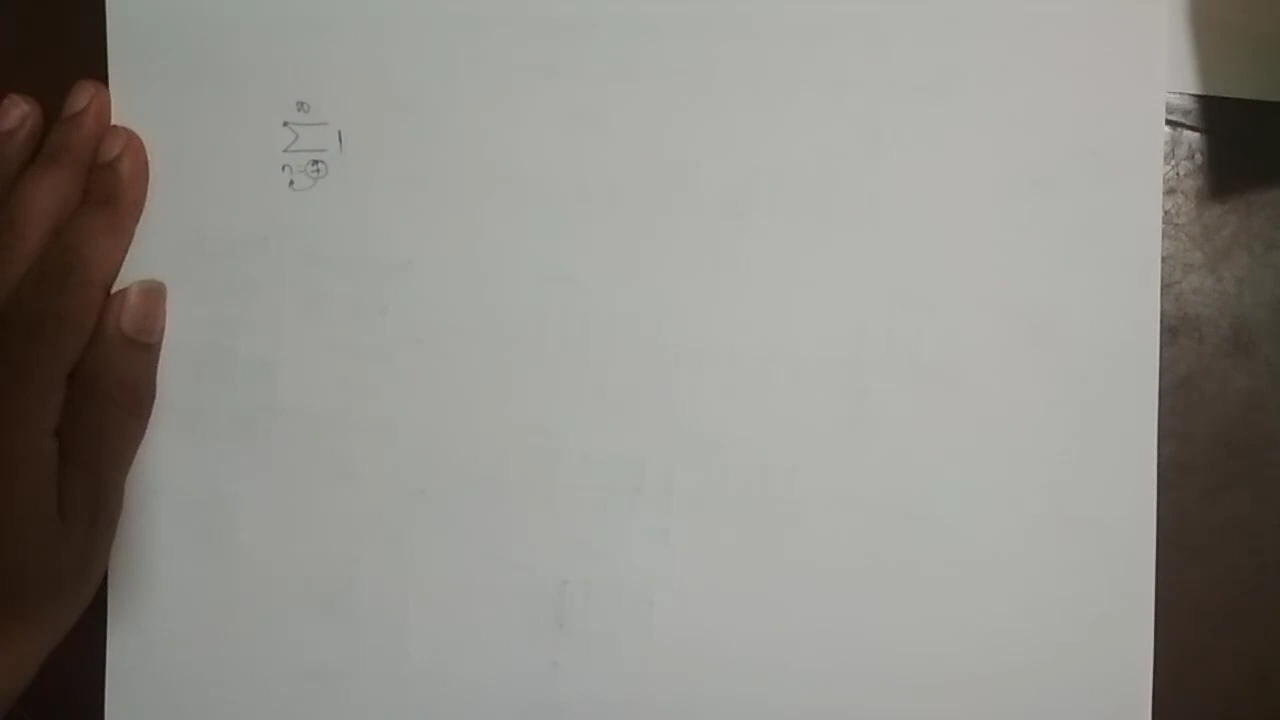 ∞
∑ 1
n=